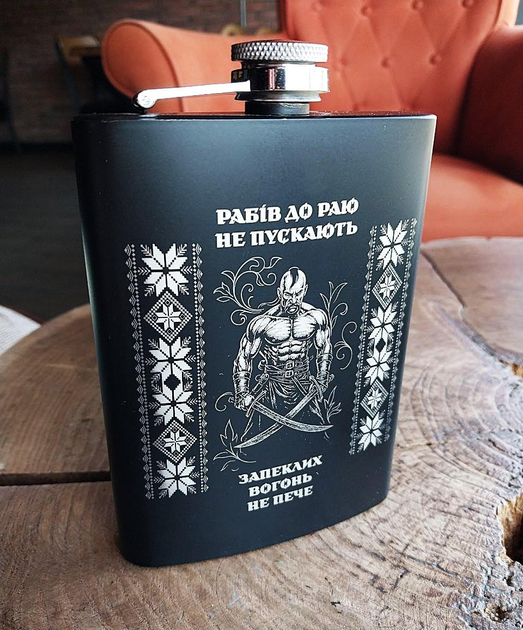 РАБІВ ДО РАЮ
НЕ ПУСКАЮТЬ
ЗАПЕКЛИХ
ВОГОНЬ
НЕ ПЕЧЕ